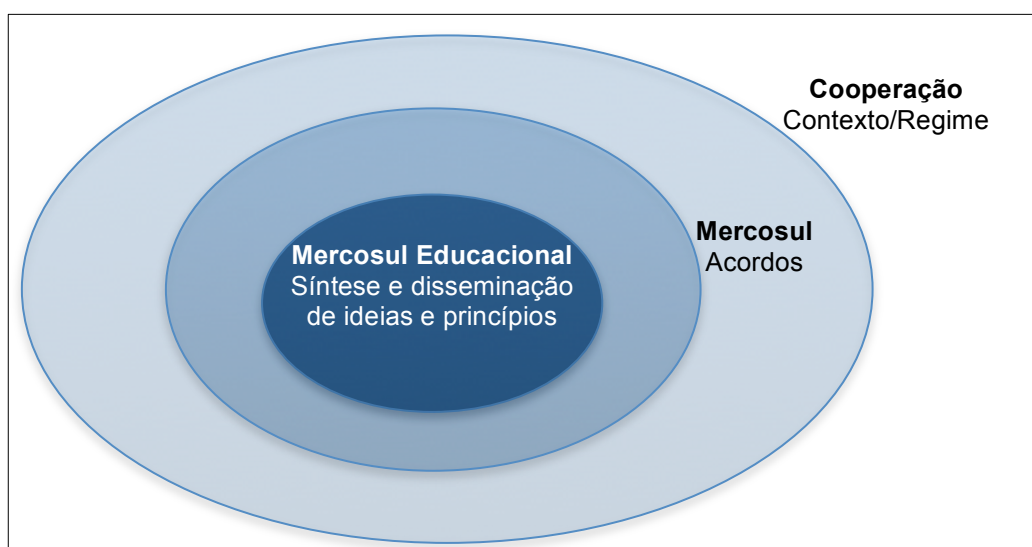 Cooperação
Contexto/Regime
Mercosul
Acordos
Mercosul Educacional
Síntese e disseminação
de ideias e princípios